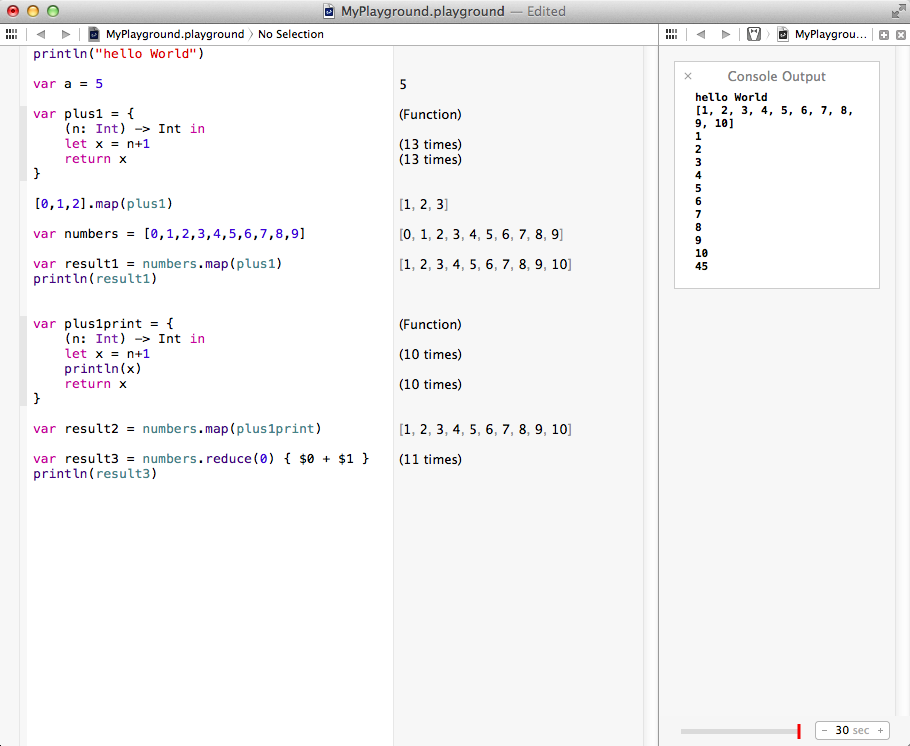 MyPlayground.playground — Edited
MyPlayground.playground 〉 No Selection
MyPlaygrou...
println("hello World")
var a = 5
5
var plus1 = {
(Function)
(n: Int) -> Int in
let x = n+1
(13 times)
return x
(13 times)
}
[0,1,2].map(plus1)
[1, 2, 3]
var numbers = [0,1,2,3,4,5,6,7,8,9]
[0, 1, 2, 3, 4, 5, 6, 7, 8, 9]
var result1 = numbers.map(plus1)
[1, 2, 3, 4, 5, 6, 7, 8, 9, 10]
println(result1)
var plus1print = {
(Function)
(n: Int) -> Int in
let x = n+1
(10 times)
println(x)
return x
(10 times)
}
var result2 = numbers.map(plus1print)
[1, 2, 3, 4, 5, 6, 7, 8, 9, 10]
var result3 = numbers.reduce(0) { $0 + $1 }
(11 times)
println(result3)
Console Output
hello World
[1, 2, 3, 4, 5, 6, 7, 8,
9, 10]
1
2
3
4
5
6
7
8
9
10
45
− 30 sec +